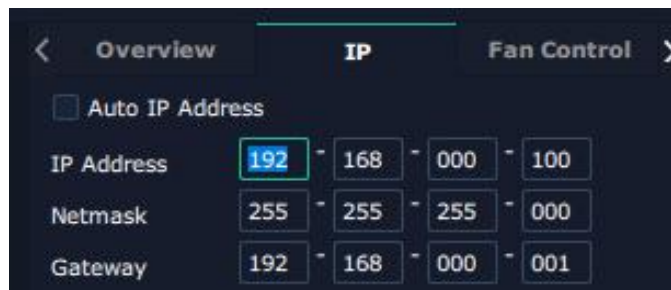 Overview IP Fan Control
Auto IP Address
IP Address 192 - 168 - 000 - 100
Netmask 255 - 255 - 255 - 000
Gateway 192 - 168 - 000 - 001